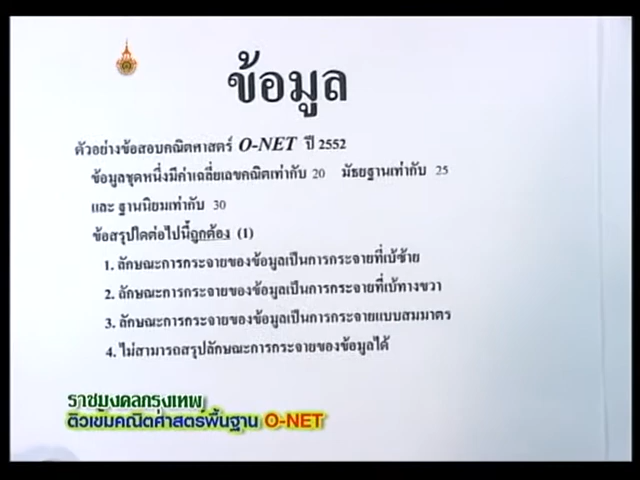 ข้อมูล
ตัวอย่างข้อสอบคณิตศาสตร์ O-NET ปี 2552
ข้อมูลชุดหนึ่งมีค่าเฉลี่ยเลขคณิตเท่ากับ 20 มัธยฐานเท่ากับ 25
และ ฐานนิยมเท่ากับ 30
ข้อสรุปใดต่อไปนี้ถูกต้อง (1)
1. ลักษณะการกระจายของข้อมูลเป็นการกระจายที่เบ้ซ้าย
2. ลักษณะการกระจายของข้อมูลเป็นการกระจายที่เบ้ทางขวา
3. ลักษณะการกระจายของข้อมูลเป็นการกระจายแบบสมมาตร
4. ไม่สามารถสรุปลักษณะการกระจายของข้อมูลได้
ราชมงคลกรุงเทพ
ติวเข้มคณิตศาสตร์พื้นฐาน O-NET